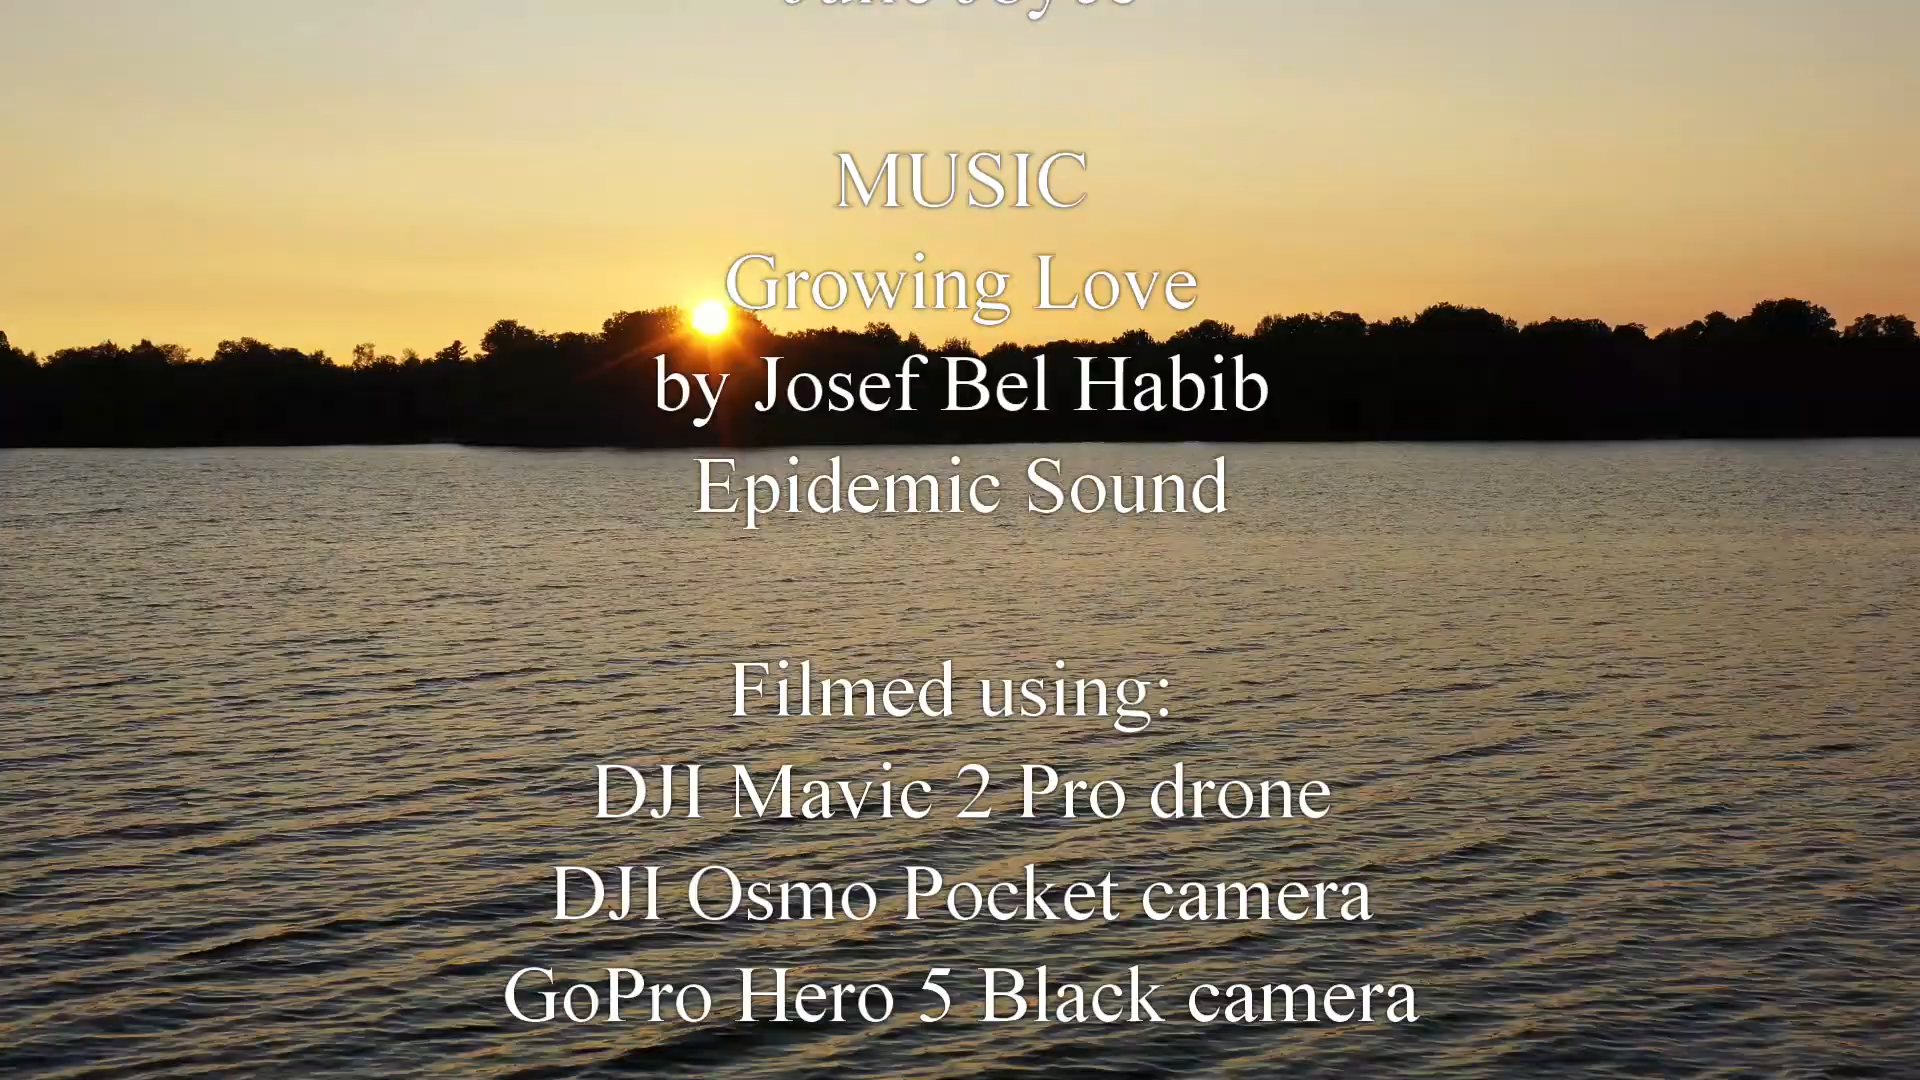 MUSIC
Growing Love
by Josef Bel Habib
Epidemic Sound
Filmed using:
DJI Mavic 2 Pro drone
DJI Osmo Pocket camera
GoPro Hero 5 Black camera